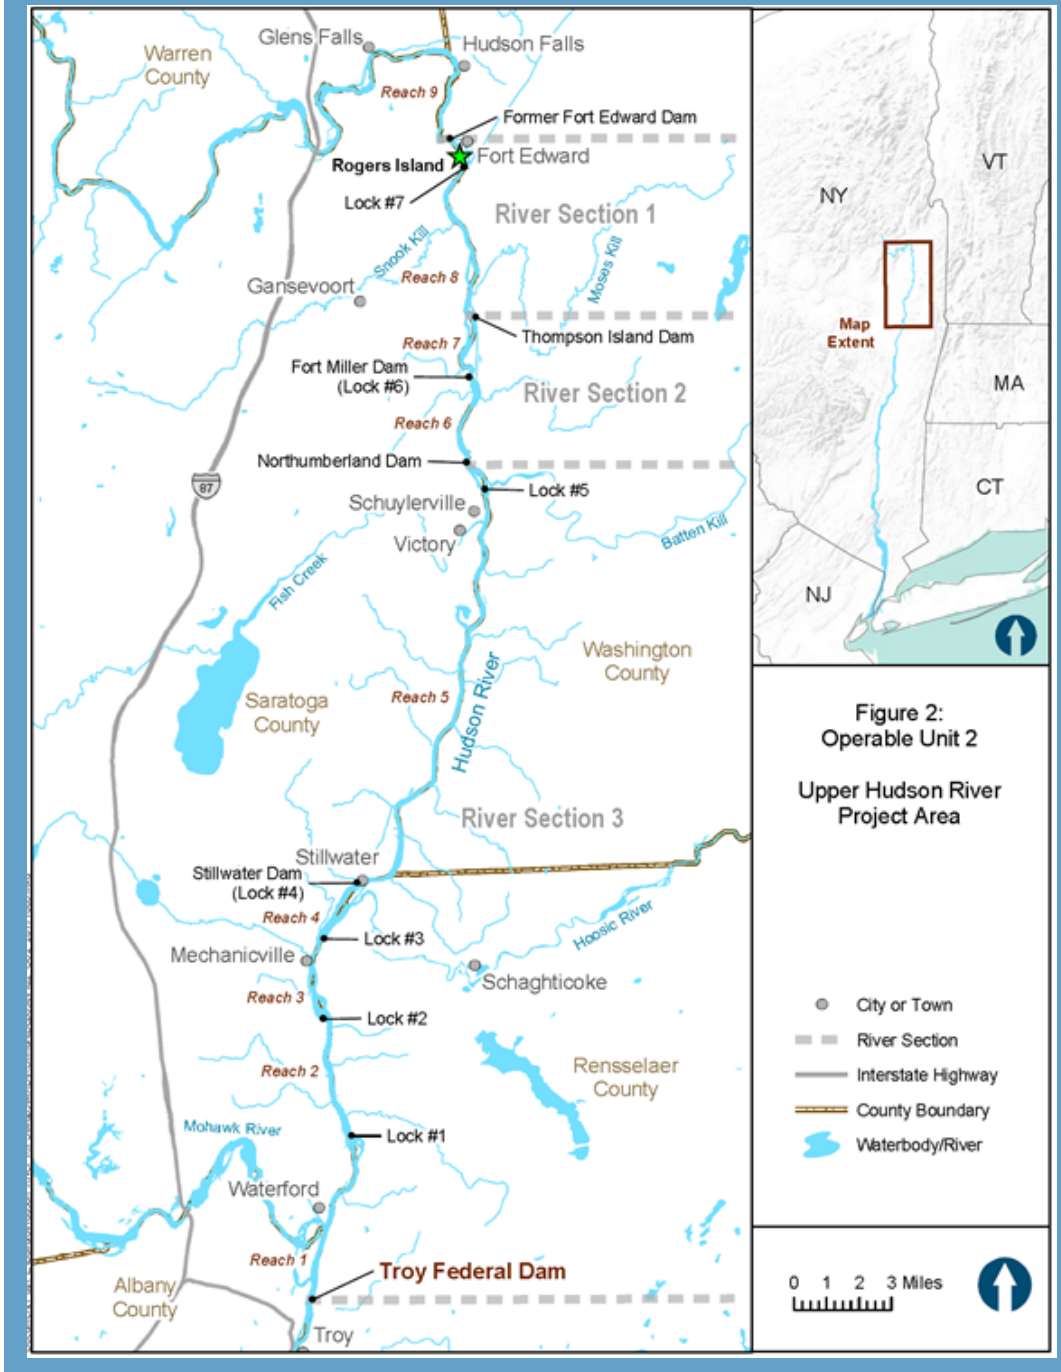 Glens Falls
Hudson Falls
Warren
County
Reach 9
Former Fort Edward Dam
Fort Edward
Rogers Island
Lock #7
River Section 1
Snook Kill
Moses Kill
Reach 8
Gansevoort
Thompson Island Dam
Reach 7
Fort Miller Dam
(Lock #6)
River Section 2
Reach 6
Northumberland Dam
87
Lock #5
Schuylerville
Victory
Batten Kill
Fish Creek
Washington
County
Saratoga
County
Reach 5
Hudson River
River Section 3
Stillwater
Stillwater Dam
(Lock #4)
Reach 4
Hoosic River
Lock #3
Mechanicville
Schaghticoke
Reach 3
Lock #2
Rensselaer
County
Reach 2
Mohawk River
Lock #1
Waterford
Reach 1
Troy Federal Dam
Albany
County
Troy
NY
VT
Map
Extent
MA
CT
NJ
Figure 2:
Operable Unit 2
Upper Hudson River
Project Area
City or Town
River Section
Interstate Highway
County Boundary
Waterbody/River
0 1 2 3 Miles